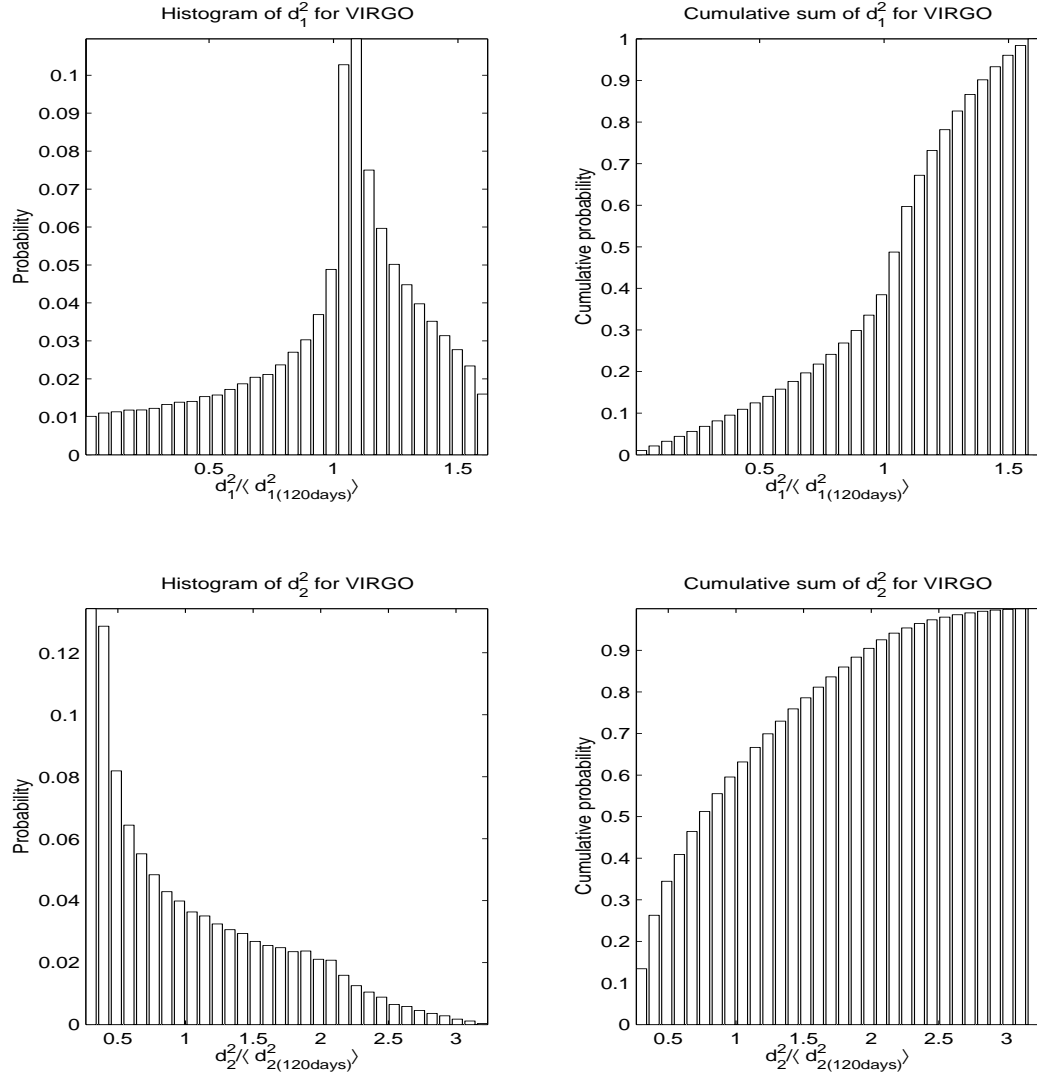 Histogram of d₁² for VIRGO
0.1
0.09
0.08
0.07
0.06
0.05
0.04
0.03
0.02
0.01
0
Probability
0.5 1 1.5
d₁²/⟨ d²₁₍₁₂₀days₎⟩
Cumulative sum of d₁² for VIRGO
1
0.9
0.8
0.7
0.6
0.5
0.4
0.3
0.2
0.1
0
Cumulative probability
0.5 1 1.5
d₁²/⟨ d²₁₍₁₂₀days₎⟩
Histogram of d₂² for VIRGO
0.12
0.1
0.08
0.06
0.04
0.02
0
Probability
0.5 1 1.5 2 2.5 3
d₂²/⟨ d²₂₍₁₂₀days₎⟩
Cumulative sum of d₂² for VIRGO
0.9
0.8
0.7
0.6
0.5
0.4
0.3
0.2
0.1
0
Cumulative probability
0.5 1 1.5 2 2.5 3
d₂²/⟨ d²₂₍₁₂₀days₎⟩